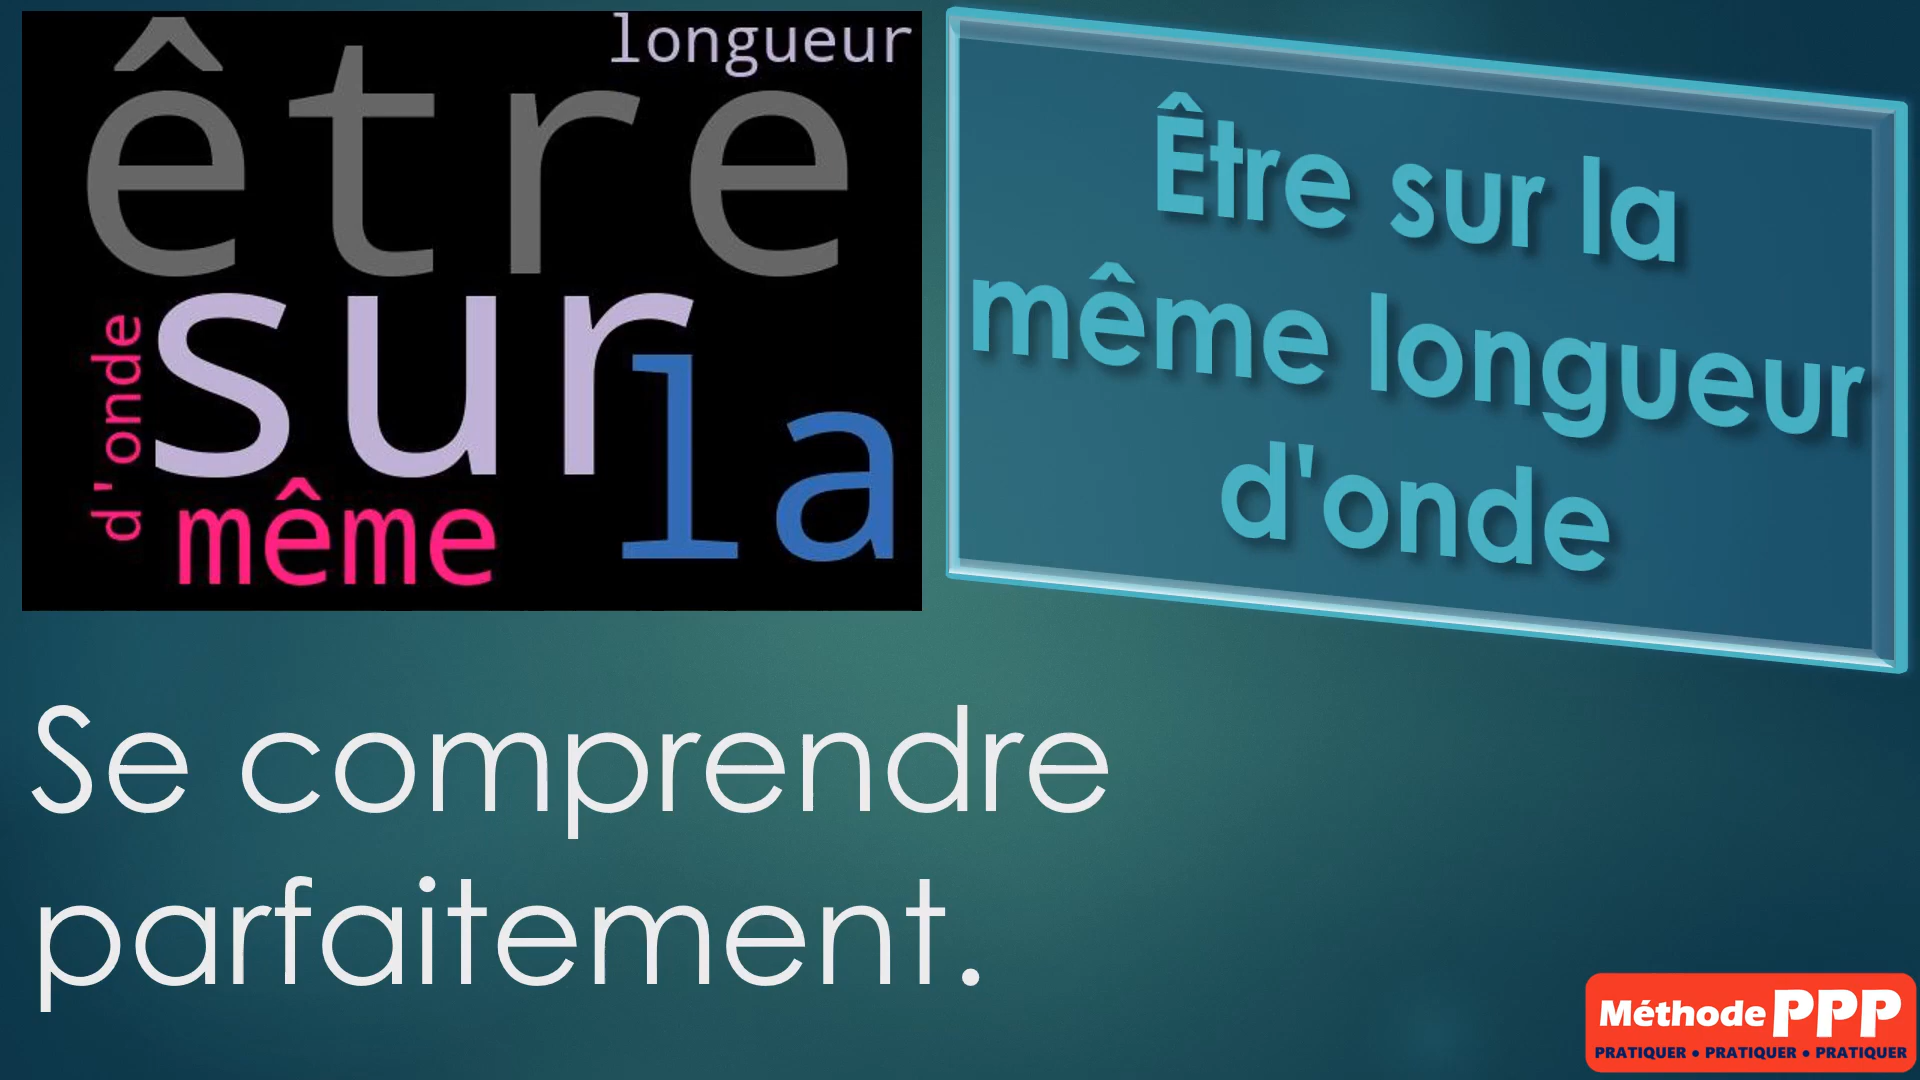 longueur
être
sur
d'onde
la
même
Être sur la
même longueur
d'onde
Se comprendre
parfaitement.
Méthode PPP
PRATIQUER • PRATIQUER • PRATIQUER